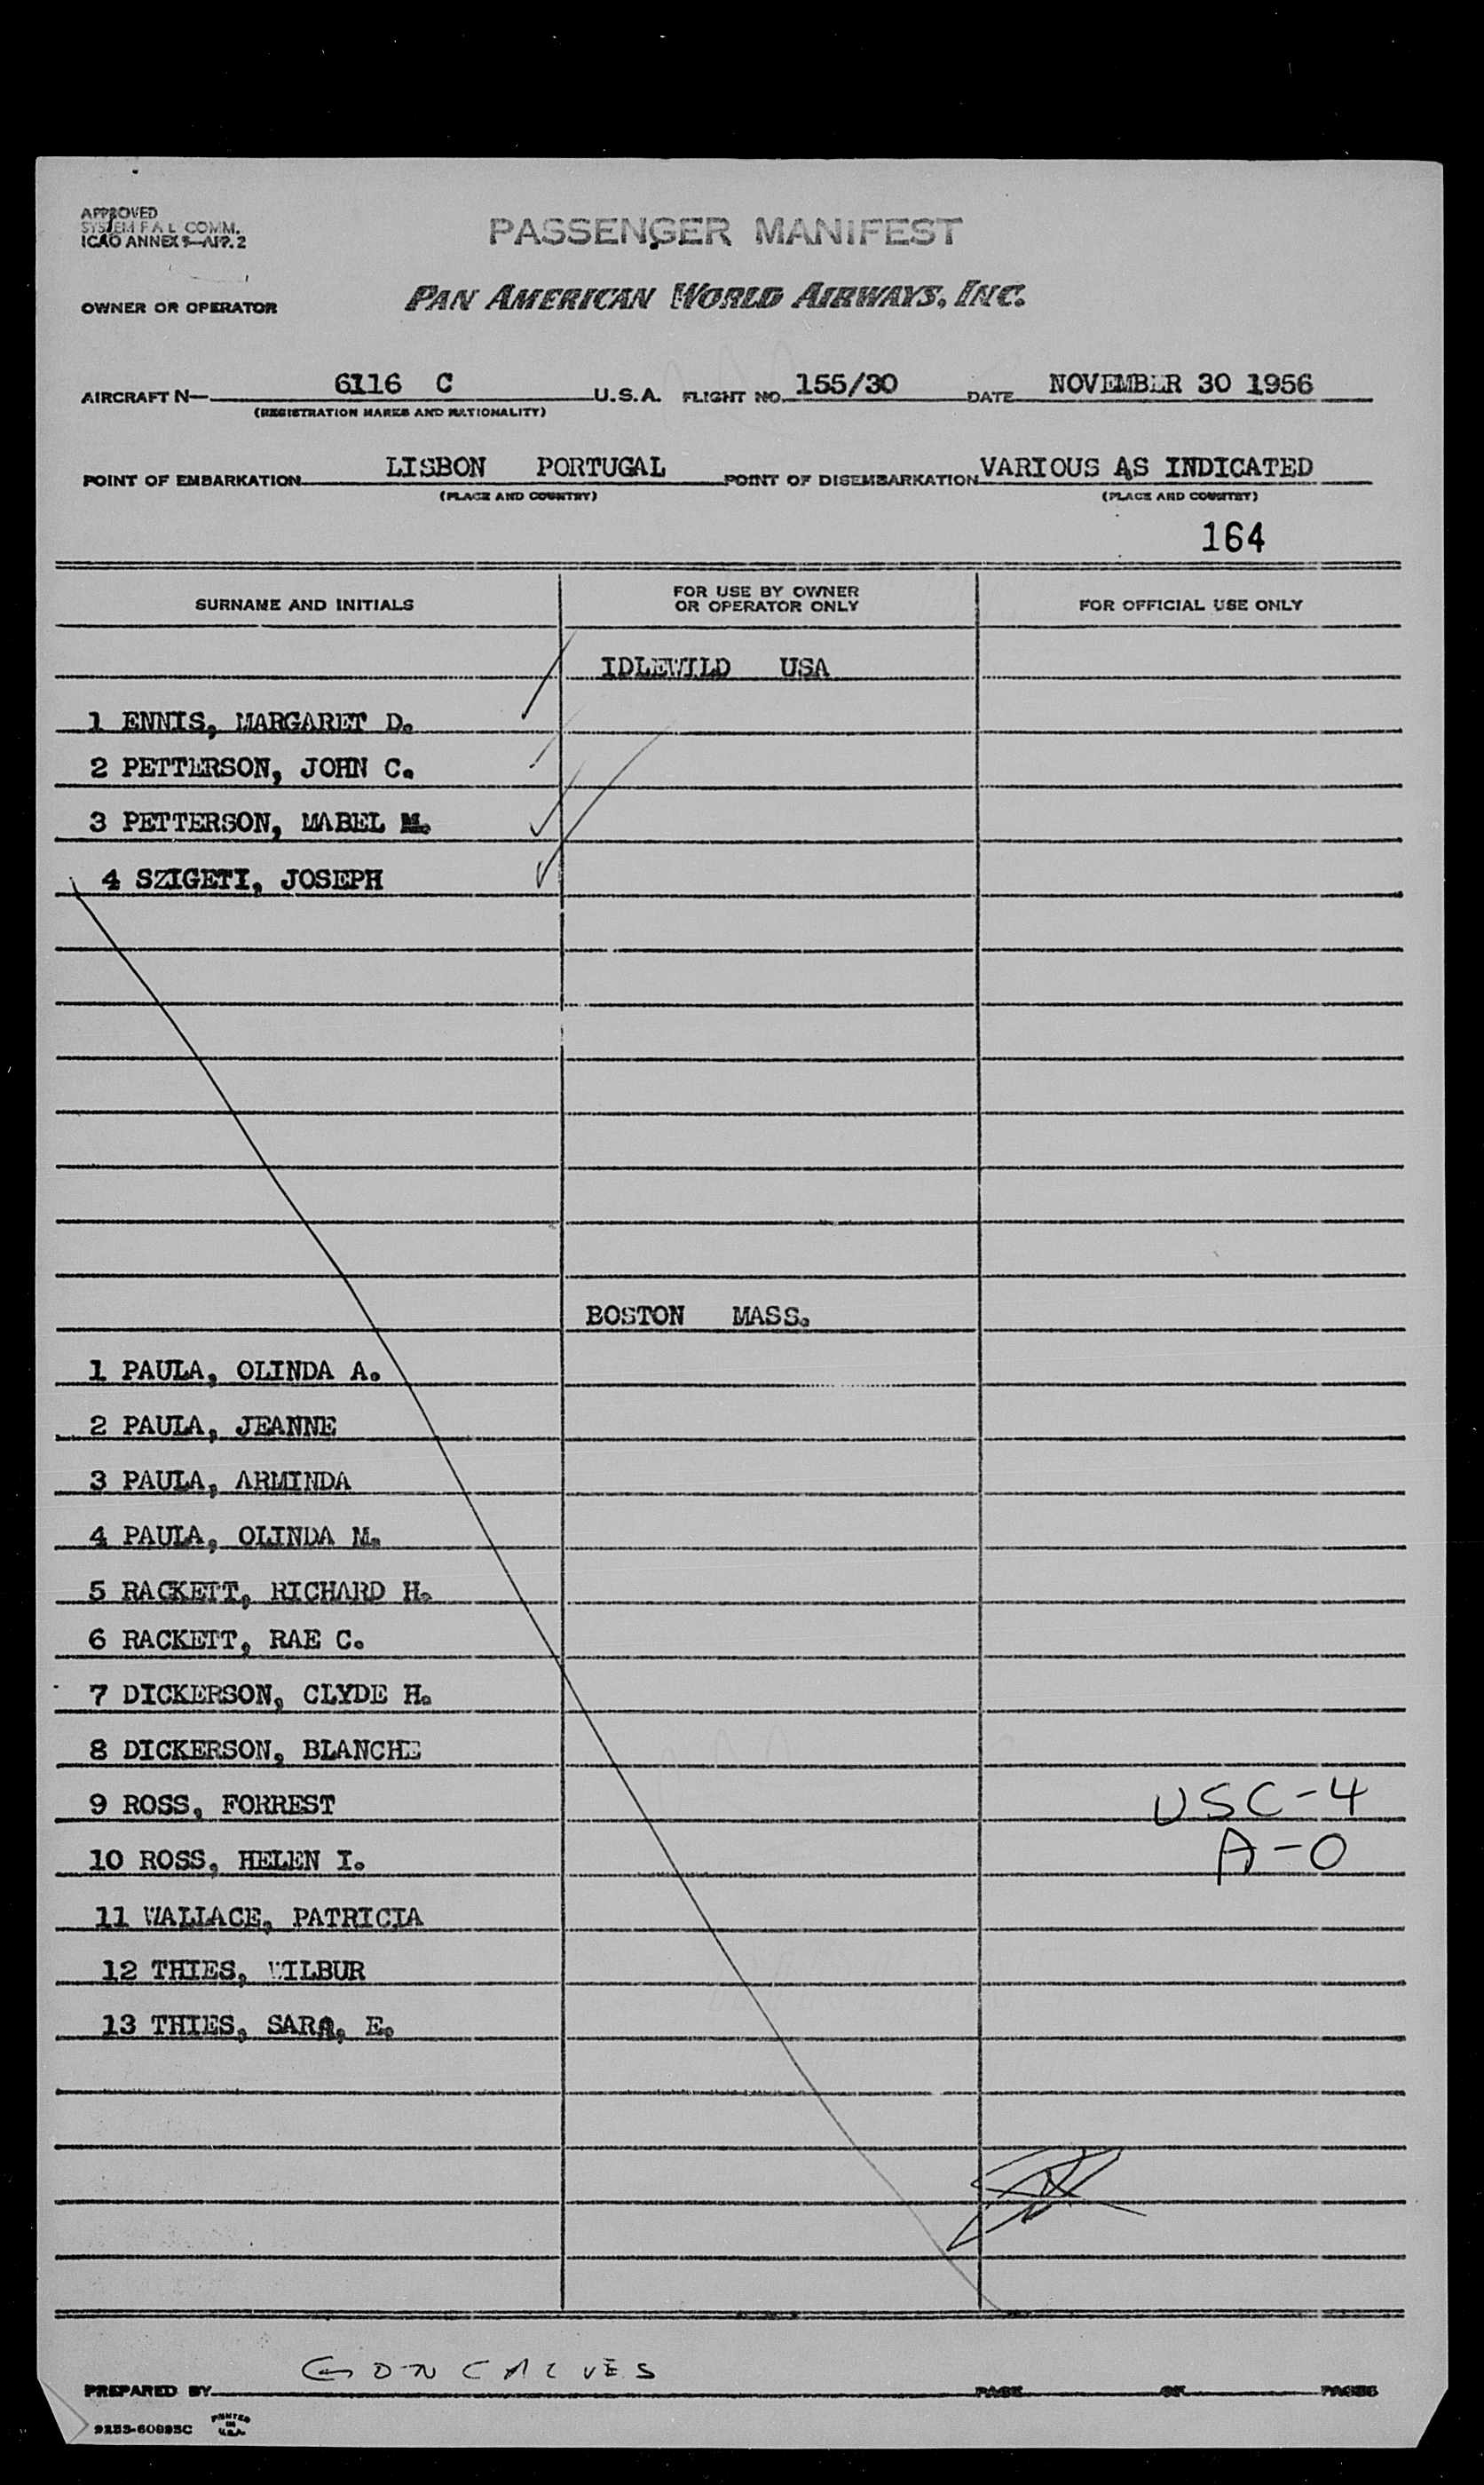 APPROVED
SYSTEM F A L COMM.
ICAO ANNEX 9-APP. 2
PASSENGER MANIFEST
OWNER OR OPERATOR PAN AMERICAN WORLD AIRWAYS, INC.
AIRCRAFT N- 6116 C U.S.A. FLIGHT NO. 155/30 DATE NOVEMBER 30 1956
(REGISTRATION MARKS AND NATIONALITY)
POINT OF EMBARKATION LISBON PORTUGAL POINT OF DISEMBARKATION VARIOUS AS INDICATED
(PLACE AND COUNTRY) (PLACE AND COUNTRY)
164
SURNAME AND INITIALS FOR USE BY OWNER OR OPERATOR ONLY FOR OFFICIAL USE ONLY
IDLEWILD USA
1 ENNIS, MARGARET D.
2 PETTERSON, JOHN C.
3 PETTERSON, MABEL M.
4 SZIGETI, JOSEPH
BOSTON MASS.
1 PAULA, OLINDA A.
2 PAULA, JEANNE
3 PAULA, ARMINDA
4 PAULA, OLINDA M.
5 RACKETT, RICHARD H.
6 RACKETT, RAE C.
7 DICKERSON, CLYDE H.
8 DICKERSON, BLANCHE
9 ROSS, FORREST USC-4
10 ROSS, HELEN I. A-0
11 WALLACE, PATRICIA
12 THIES, WILBUR
13 THIES, SARA, E.
PREPARED BY GONCALVES PAGE OF PAGES
9255-60095C PRINTED IN U.S.A.